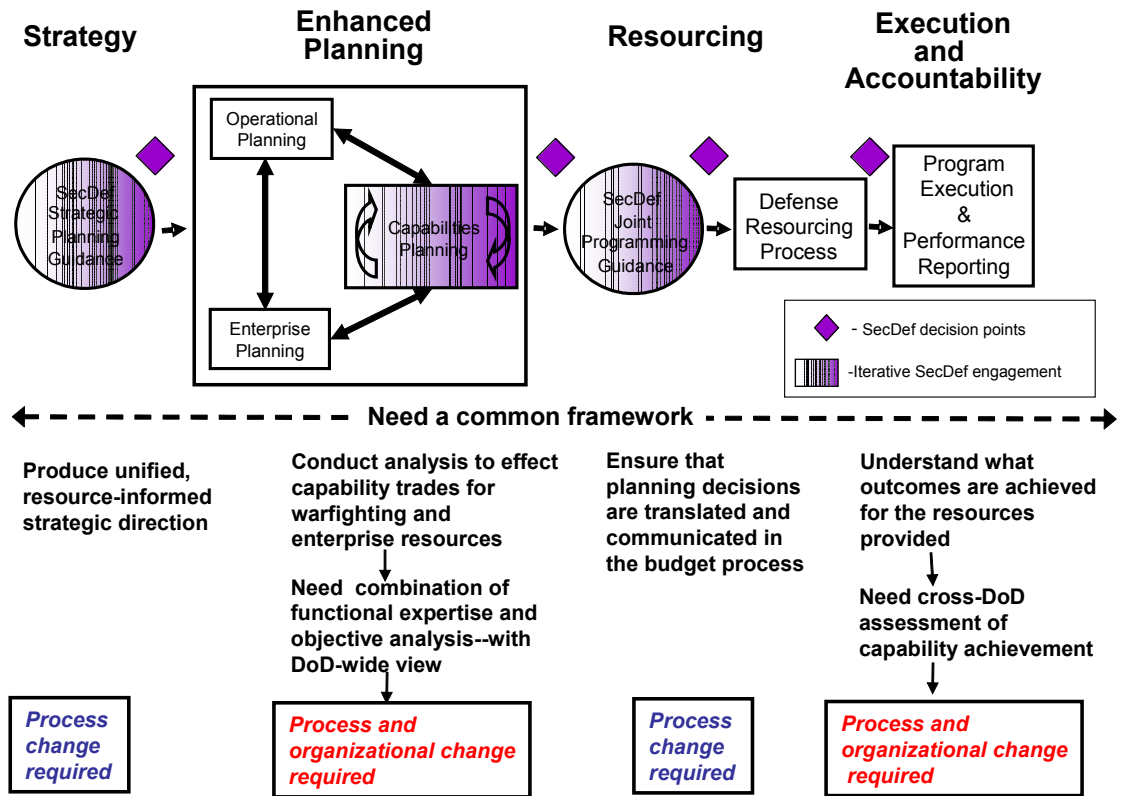 Strategy
Enhanced
Planning
Resourcing
Execution
and
Accountability
SecDef
Strategic
Planning
Guidance
Operational
Planning
Capabilities
Planning
Enterprise
Planning
SecDef
Joint
Programming
Guidance
Defense
Resourcing
Process
Program
Execution
&
Performance
Reporting
- SecDef decision points
-Iterative SecDef engagement
Need a common framework
Produce unified,
resource-informed
strategic direction
Conduct analysis to effect
capability trades for
warfighting and
enterprise resources
Need combination of
functional expertise and
objective analysis--with
DoD-wide view
Ensure that
planning decisions
are translated and
communicated in
the budget process
Understand what
outcomes are achieved
for the resources
provided
Need cross-DoD
assessment of
capability achievement
Process
change
required
Process and
organizational change
required
Process
change
required
Process and
organizational change
required